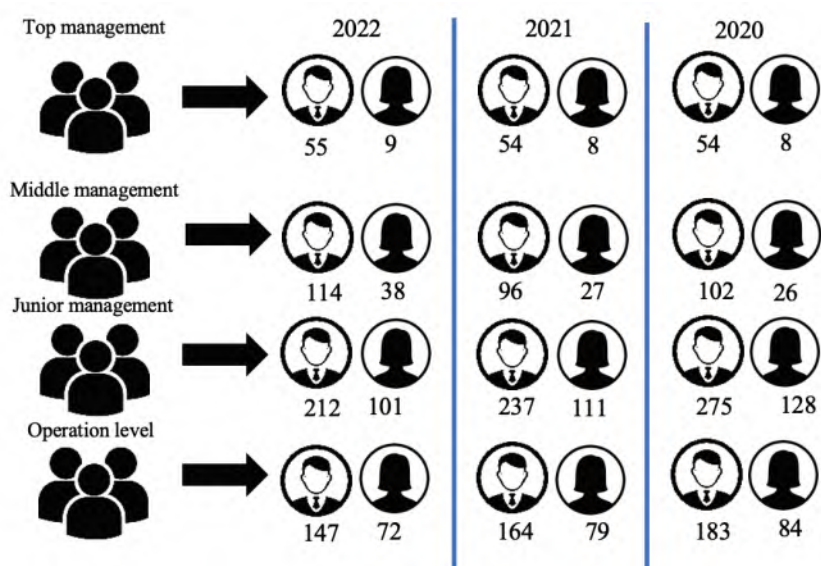 Top management 2022 2021 2020
55 9 54 8 54 8
Middle management
114 38 96 27 102 26
Junior management
212 101 237 111 275 128
Operation level
147 72 164 79 183 84